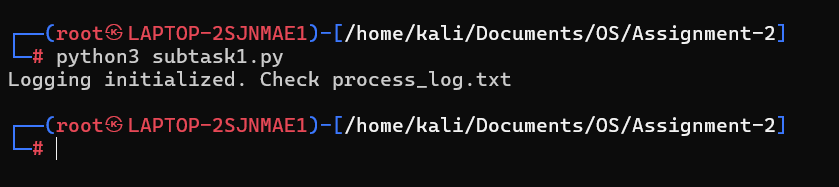 ┌──(root㉿LAPTOP-2SJNMAE1)-[/home/kali/Documents/OS/Assignment-2]
└─# python3 subtask1.py
Logging initialized. Check process_log.txt
┌──(root㉿LAPTOP-2SJNMAE1)-[/home/kali/Documents/OS/Assignment-2]
└─#